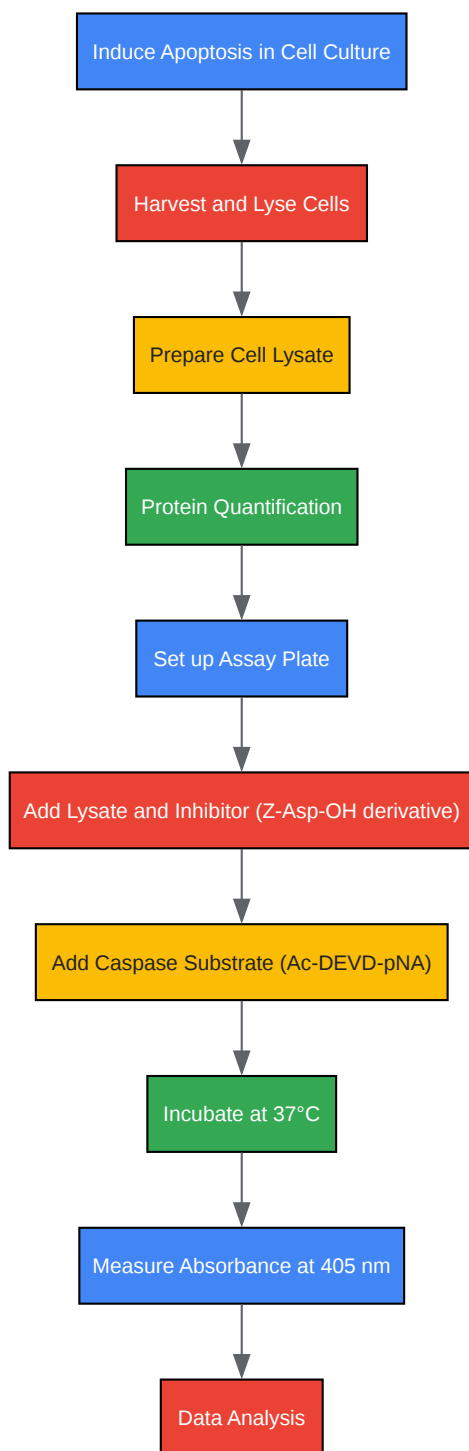 Induce Apoptosis in Cell Culture
Harvest and Lyse Cells
Prepare Cell Lysate
Protein Quantification
Set up Assay Plate
Add Lysate and Inhibitor (Z-Asp-OH derivative)
Add Caspase Substrate (Ac-DEVD-pNA)
Incubate at 37°C
Measure Absorbance at 405 nm
Data Analysis